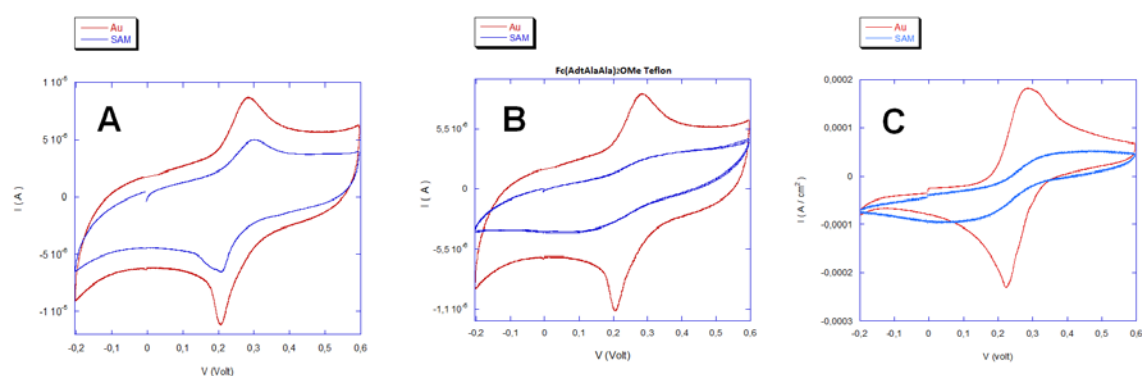 Au
SAM
A
1 10⁻⁵
5 10⁻⁶
0
-5 10⁻⁶
-1 10⁻⁵
I ( A )
-0,2 -0,1 0 0,1 0,2 0,3 0,4 0,5 0,6
V (Volt)
Au
SAM
Fc(AdtAlaAla)₂OMe Teflon
B
5,5 10⁻⁶
0
-5,5 10⁻⁶
-1,1 10⁻⁵
I ( A )
-0,2 -0,1 0 0,1 0,2 0,3 0,4 0,5 0,6
V (Volt)
Au
SAM
C
0,0002
0,0001
0
-0,0001
-0,0002
-0,0003
I ( A / cm²)
-0,2 -0,1 0 0,1 0,2 0,3 0,4 0,5 0,6
V (volt)